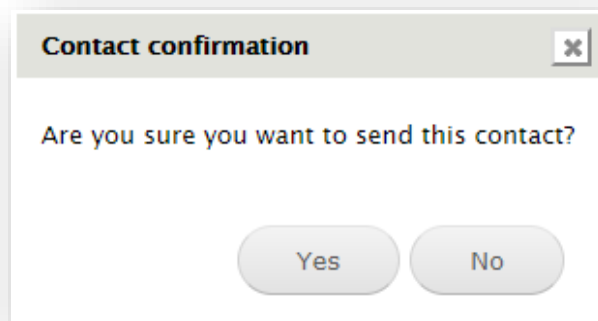 Contact confirmation
Are you sure you want to send this contact?
Yes No